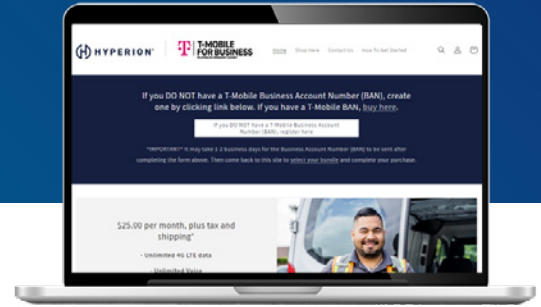 HYPERION
T-MOBILE
FOR BUSINESS
Home Shop Here Contact Us How To Get Started
If you DO NOT have a T-Mobile Business Account Number (BAN), create
one by clicking link below. If you have a T-Mobile BAN, buy here.
If you DO NOT have a T-Mobile Business Account
Number (BAN), register here
*IMPORTANT* It may take 1-2 business days for the Business Account Number (BAN) to be sent after
completing the form above. Then come back to this site to select your bundle and complete your purchase.
$25.00 per month, plus tax and
shipping*
- Unlimited 4G LTE data
- Unlimited Voice